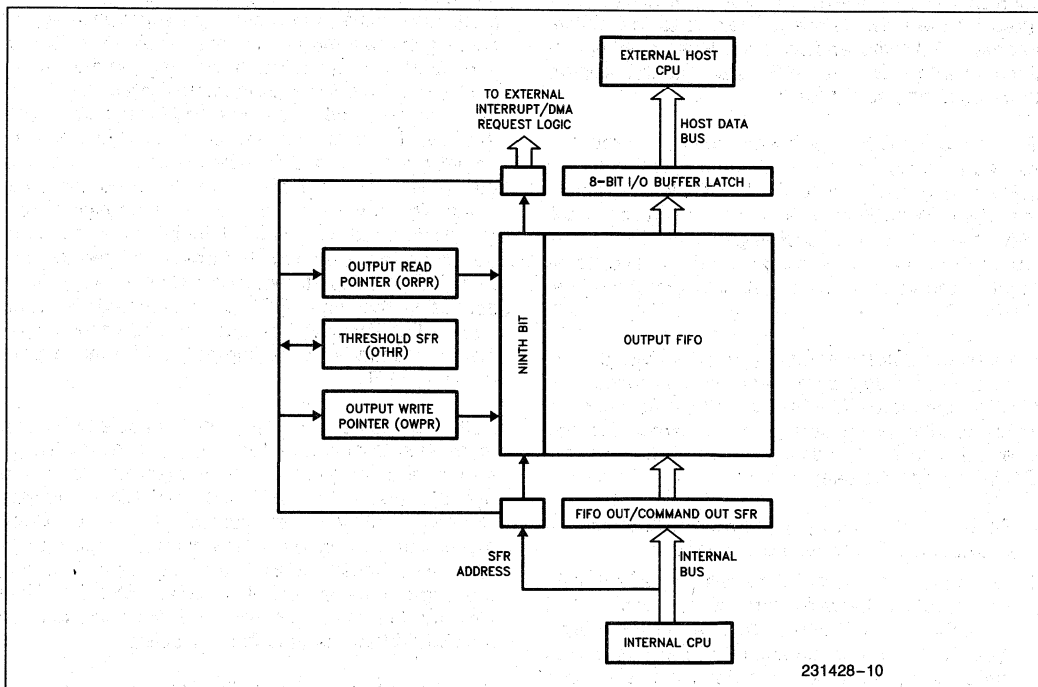 EXTERNAL HOST
CPU
TO EXTERNAL
INTERRUPT/DMA
REQUEST LOGIC
HOST DATA
BUS
8-BIT I/O BUFFER LATCH
OUTPUT READ
POINTER (ORPR)
THRESHOLD SFR
(OTHR)
OUTPUT WRITE
POINTER (OWPR)
NINTH BIT
OUTPUT FIFO
FIFO OUT/COMMAND OUT SFR
SFR
ADDRESS
INTERNAL
BUS
INTERNAL CPU
231428-10